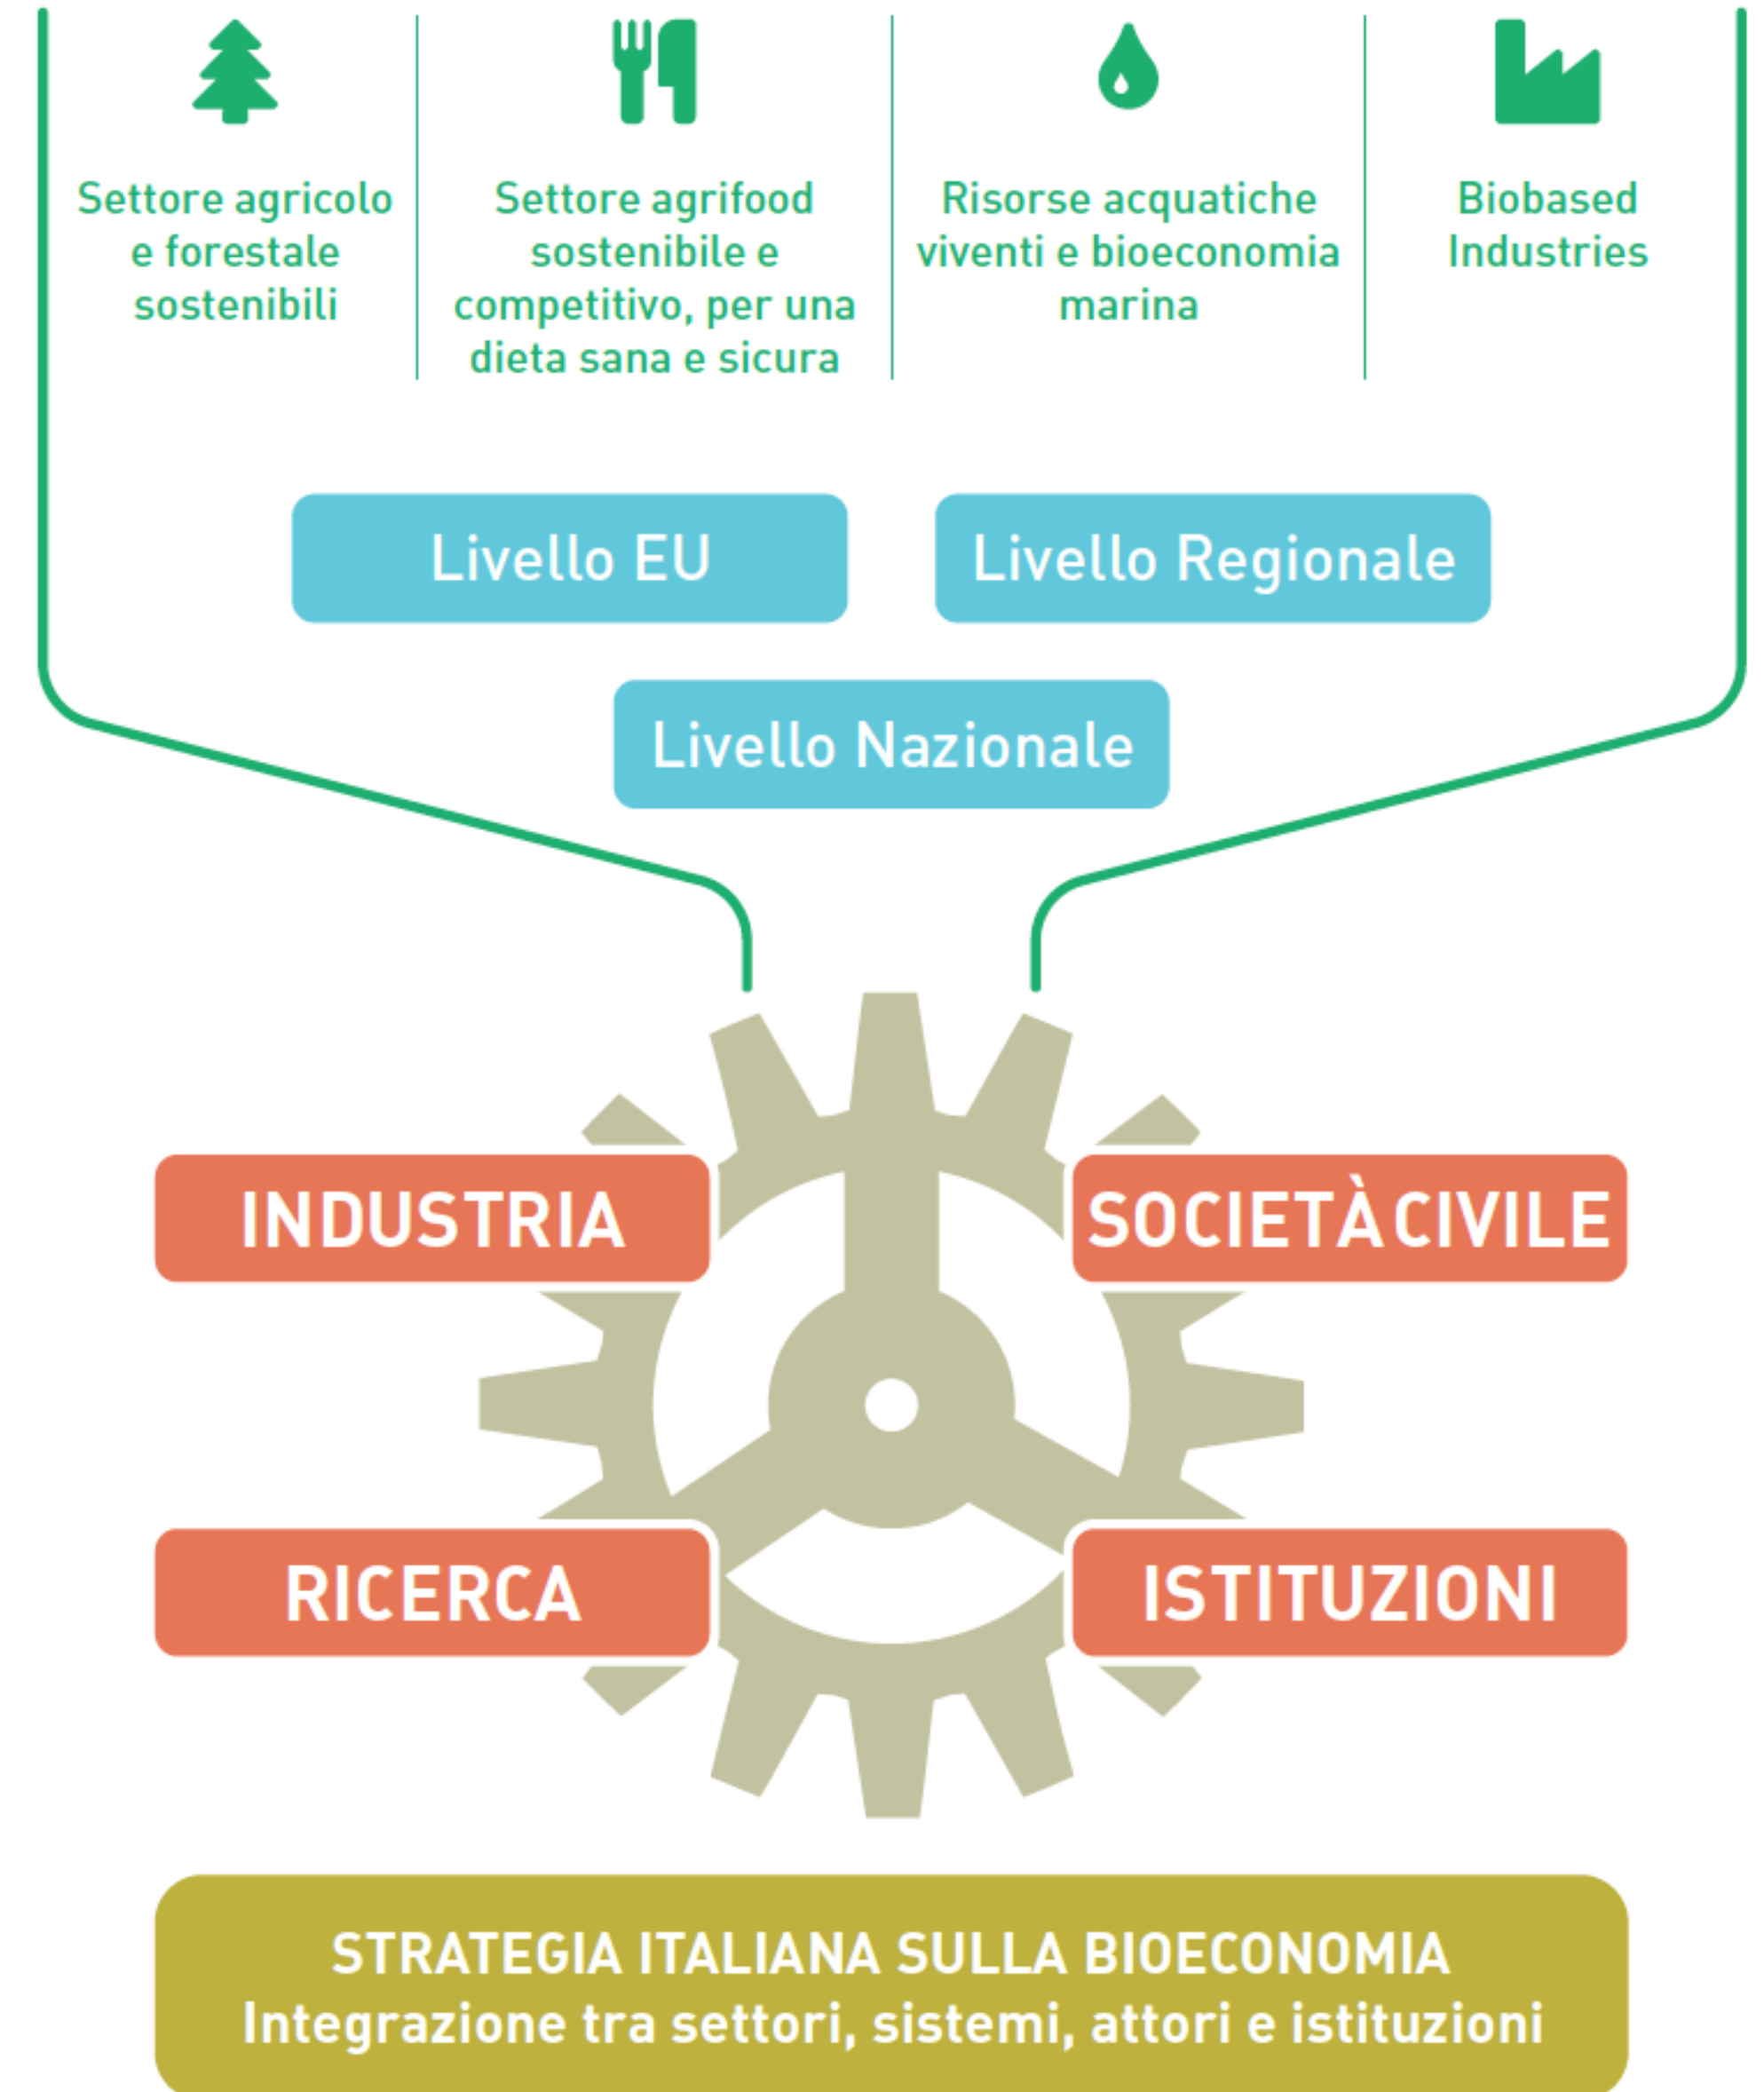 Settore agricolo
e forestale
sostenibili
Settore agrifood
sostenibile e
competitivo, per una
dieta sana e sicura
Risorse acquatiche
viventi e bioeconomia
marina
Biobased
Industries
Livello EU
Livello Regionale
Livello Nazionale
INDUSTRIA
SOCIETÀ CIVILE
RICERCA
ISTITUZIONI
STRATEGIA ITALIANA SULLA BIOECONOMIA
Integrazione tra settori, sistemi, attori e istituzioni